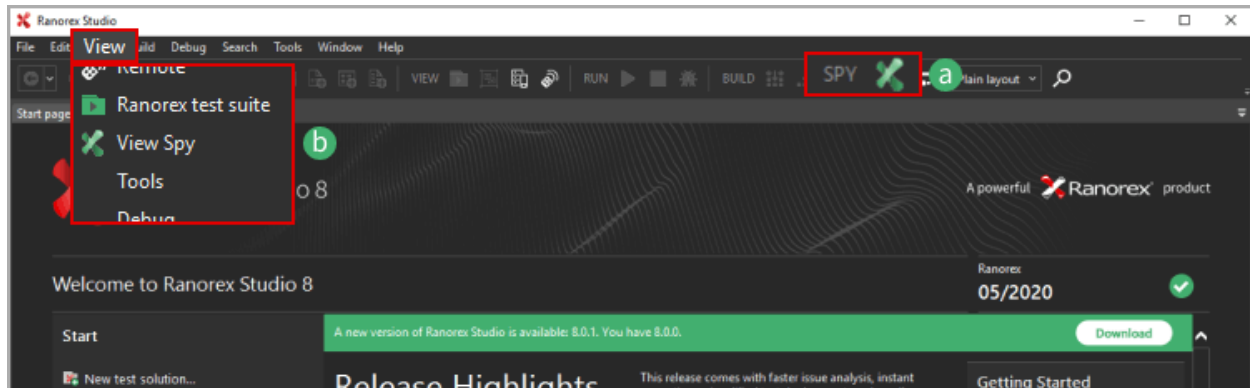 Ranorex Studio
File Edit View Build Debug Search Tools Window Help
VIEW RUN BUILD SPY a Main layout
Remote
Ranorex test suite
View Spy b
Tools
Debug
Start page
o 8
A powerful Ranorex product
Welcome to Ranorex Studio 8
Ranorex
05/2020
Start
A new version of Ranorex Studio is available: 8.0.1. You have 8.0.0.
Download
New test solution...
Release Highlights
This release comes with faster issue analysis, instant
Getting Started